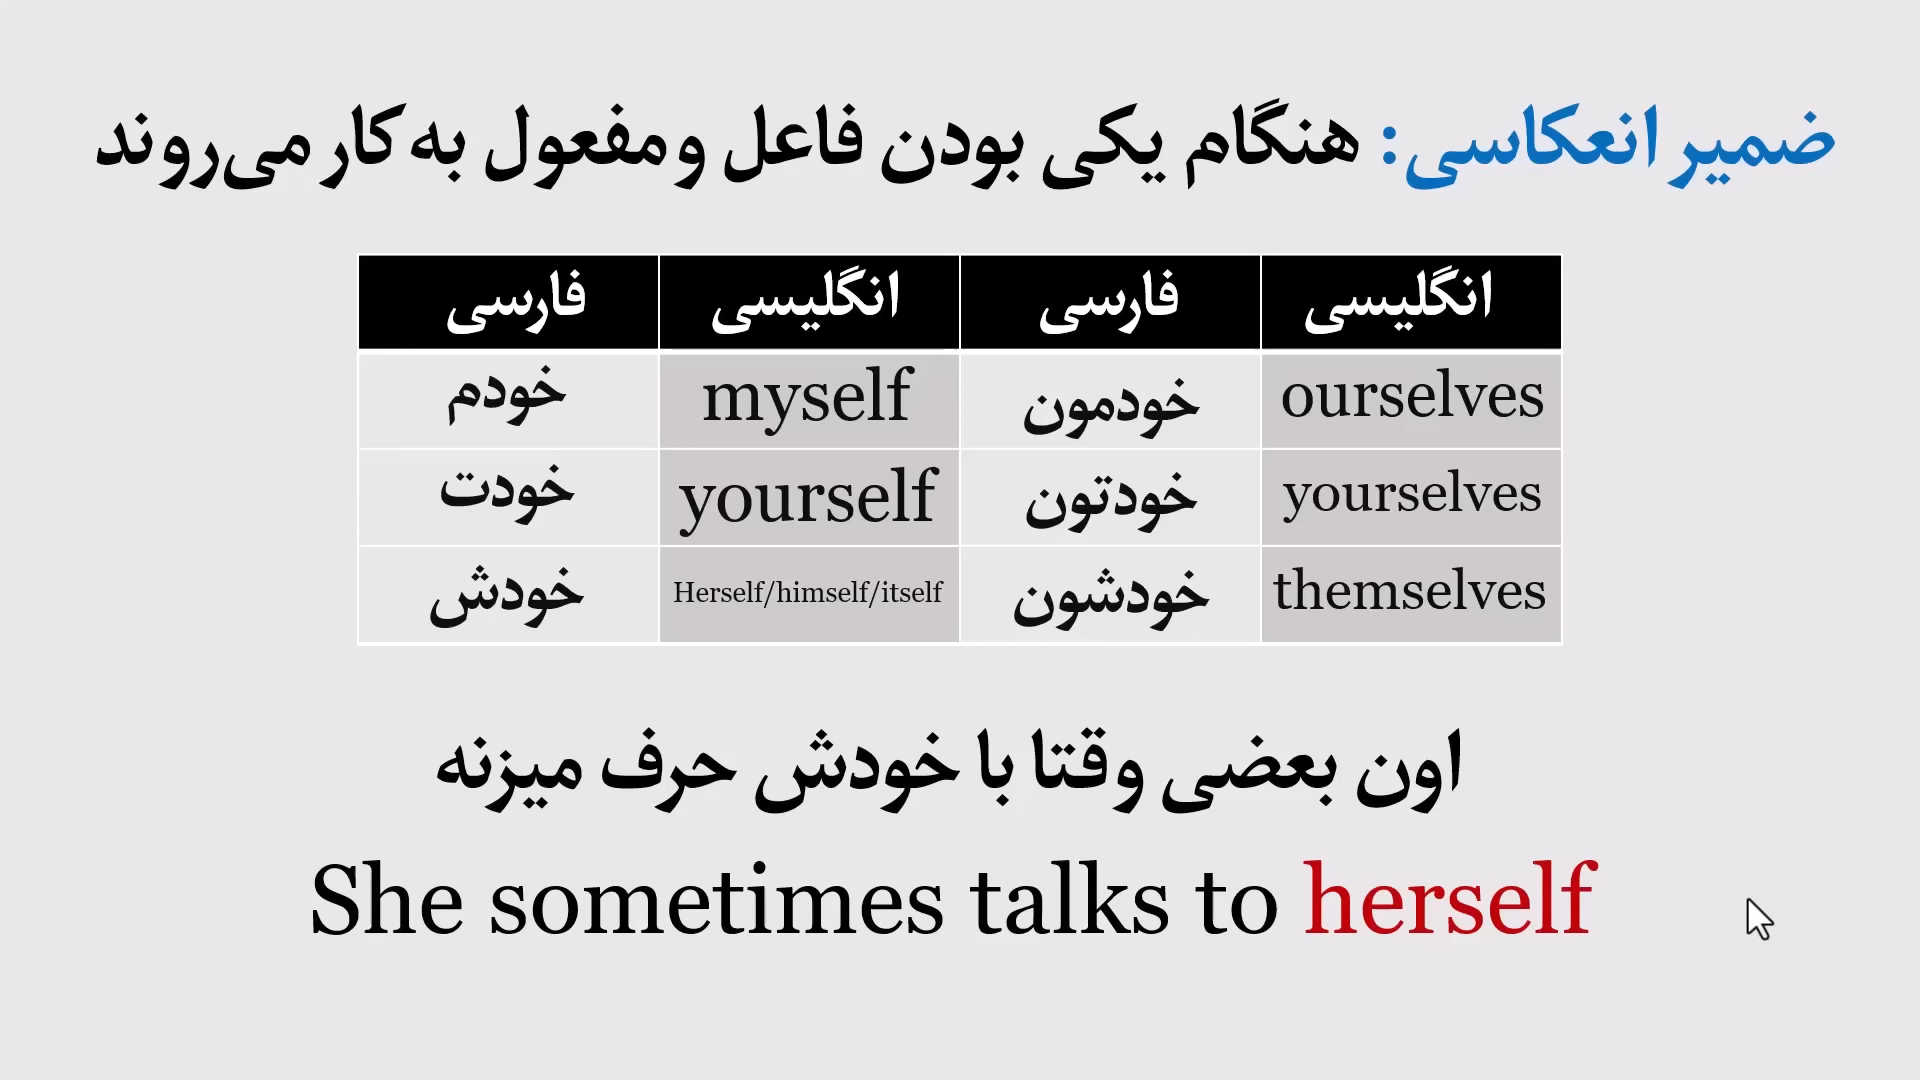 ضمیر انعکاسی: هنگام یکی بودن فاعل و مفعول به‌کار می‌روند
فارسی انگلیسی فارسی انگلیسی
خودم myself خودمون ourselves
خودت yourself خودتون yourselves
خودش Herself/himself/itself خودشون themselves
اون بعضی وقتا با خودش حرف میزنه
She sometimes talks to herself